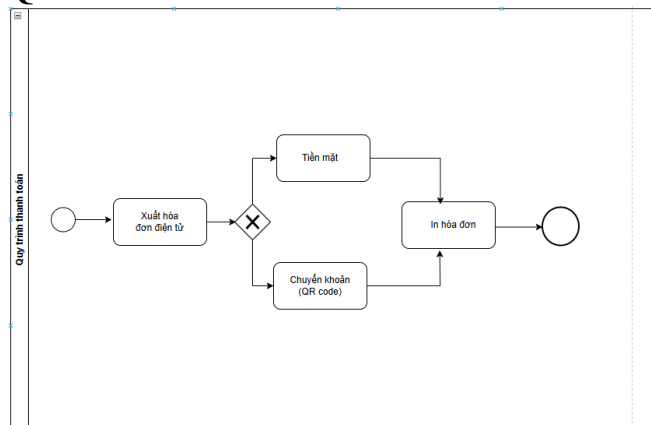 Quy trình thanh toán
Xuất hóa
đơn điện tử
Tiền mặt
Chuyển khoản
(QR code)
In hóa đơn